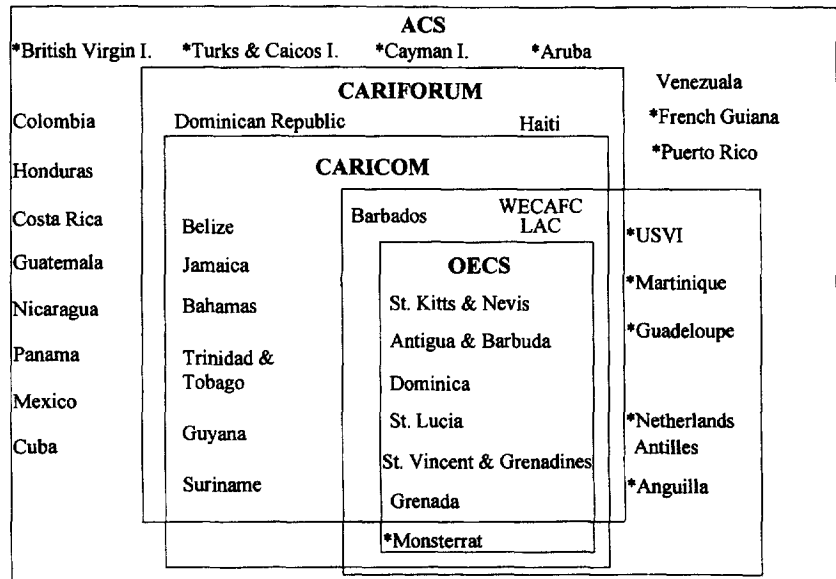 ACS
*British Virgin I. *Turks & Caicos I. *Cayman I. *Aruba
CARIFORUM
Venezuala
Colombia
Dominican Republic
Haiti
*French Guiana
*Puerto Rico
CARICOM
Honduras
Costa Rica
Guatemala
Nicaragua
Panama
Mexico
Cuba
Belize
Jamaica
Bahamas
Trinidad &
Tobago
Guyana
Suriname
Barbados
WECAFC
LAC
OECS
St. Kitts & Nevis
Antigua & Barbuda
Dominica
St. Lucia
St. Vincent & Grenadines
Grenada
*Monsterrat
*USVI
*Martinique
*Guadeloupe
*Netherlands
Antilles
*Anguilla